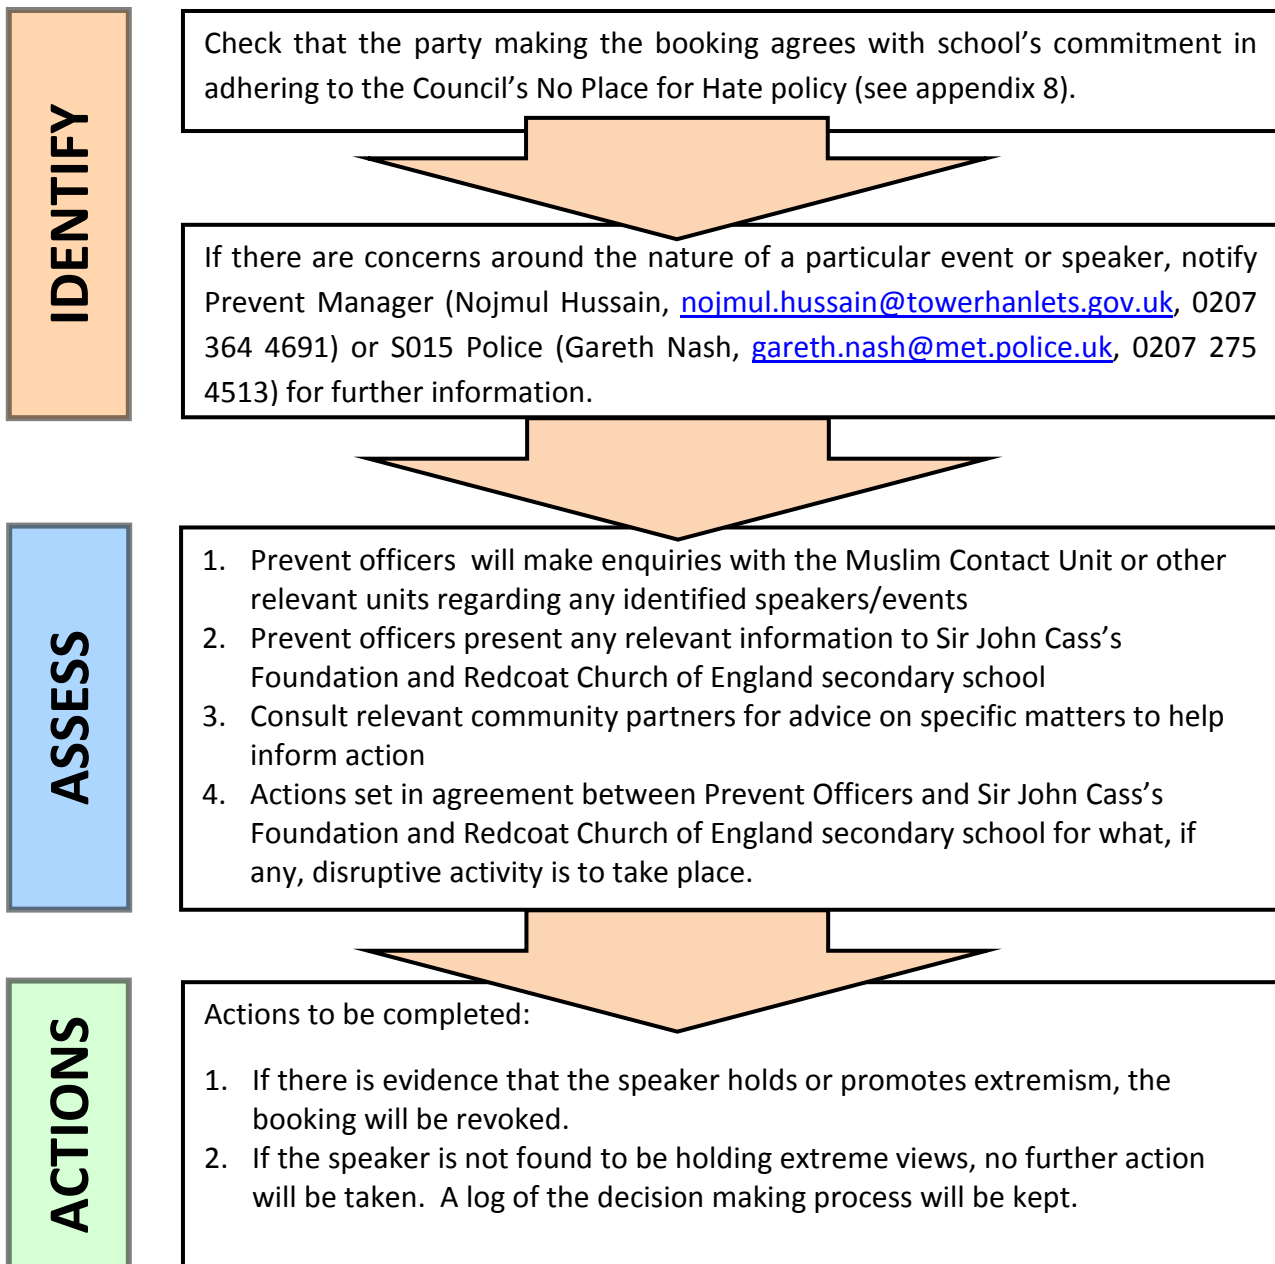 IDENTIFY
Check that the party making the booking agrees with school’s commitment in
adhering to the Council’s No Place for Hate policy (see appendix 8).
If there are concerns around the nature of a particular event or speaker, notify
Prevent Manager (Nojmul Hussain, nojmul.hussain@towerhanlets.gov.uk, 0207
364 4691) or S015 Police (Gareth Nash, gareth.nash@met.police.uk, 0207 275
4513) for further information.
ASSESS
1. Prevent officers  will make enquiries with the Muslim Contact Unit or other
relevant units regarding any identified speakers/events
2. Prevent officers present any relevant information to Sir John Cass’s
Foundation and Redcoat Church of England secondary school
3. Consult relevant community partners for advice on specific matters to help
inform action
4. Actions set in agreement between Prevent Officers and Sir John Cass’s
Foundation and Redcoat Church of England secondary school for what, if
any, disruptive activity is to take place.
ACTIONS
Actions to be completed:
1. If there is evidence that the speaker holds or promotes extremism, the
booking will be revoked.
2. If the speaker is not found to be holding extreme views, no further action
will be taken.  A log of the decision making process will be kept.